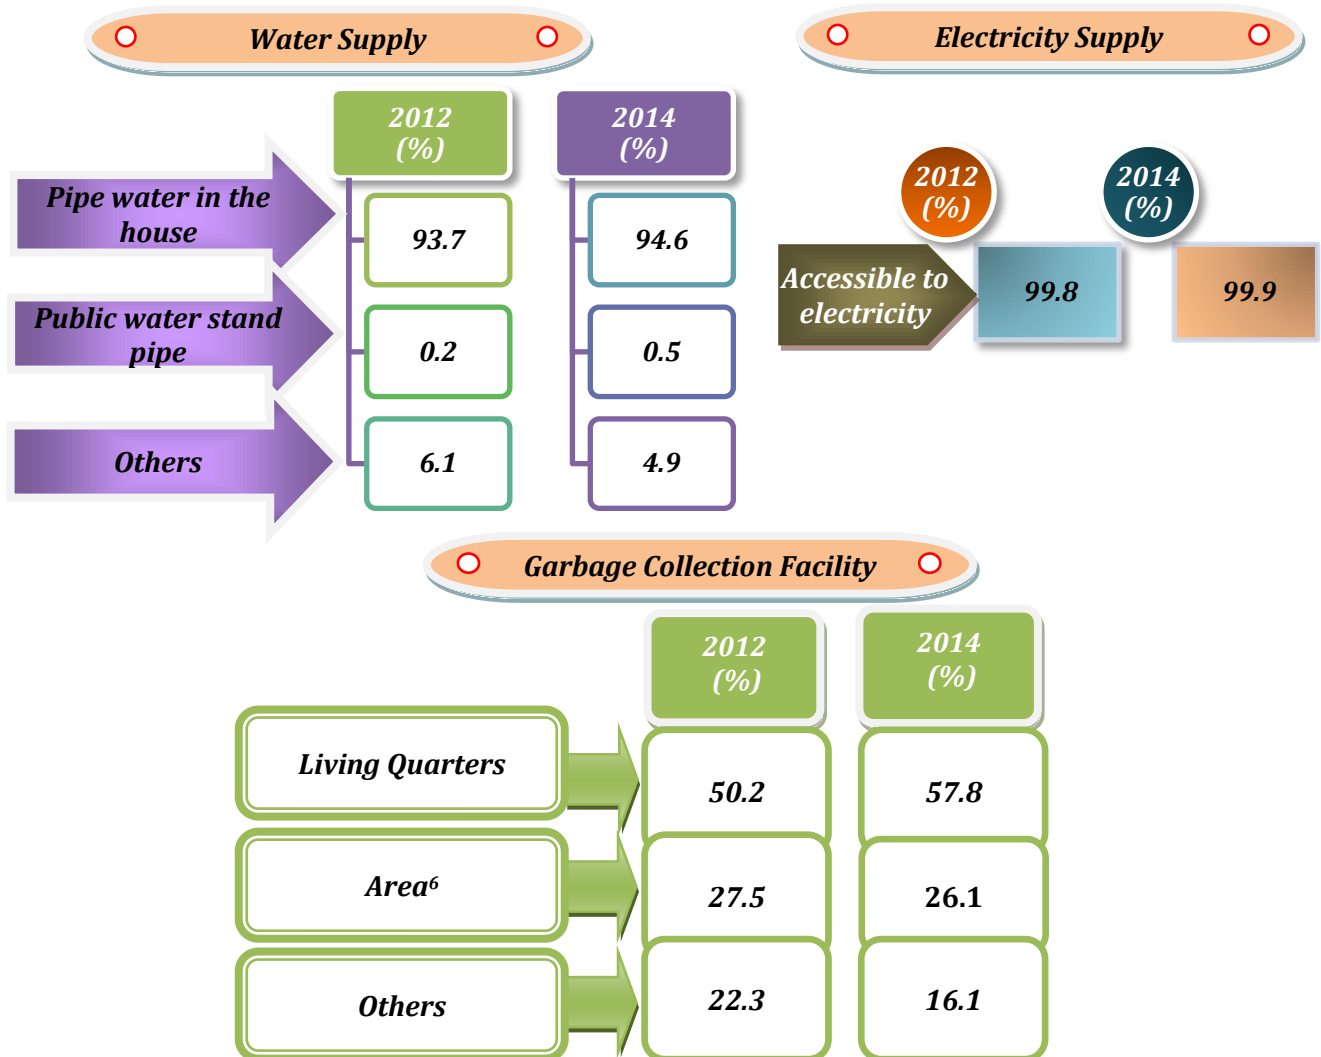 Water Supply
2012
(%)
2014
(%)
Pipe water in the
house
93.7
94.6
Public water stand
pipe
0.2
0.5
Others
6.1
4.9
Electricity Supply
2012
(%)
2014
(%)
Accessible to
electricity
99.8
99.9
Garbage Collection Facility
2012
(%)
2014
(%)
Living Quarters
50.2
57.8
Area⁶
27.5
26.1
Others
22.3
16.1